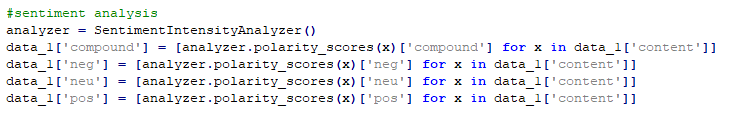 #sentiment analysis
analyzer = SentimentIntensityAnalyzer()
data_1['compound'] = [analyzer.polarity_scores(x)['compound'] for x in data_1['content']]
data_1['neg'] = [analyzer.polarity_scores(x)['neg'] for x in data_1['content']]
data_1['neu'] = [analyzer.polarity_scores(x)['neu'] for x in data_1['content']]
data_1['pos'] = [analyzer.polarity_scores(x)['pos'] for x in data_1['content']]